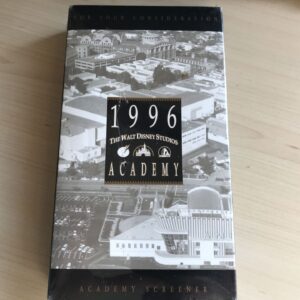 FOR YOUR CONSIDERATION
1996
THE WALT DISNEY STUDIOS
ACADEMY
ACADEMY SCREENER